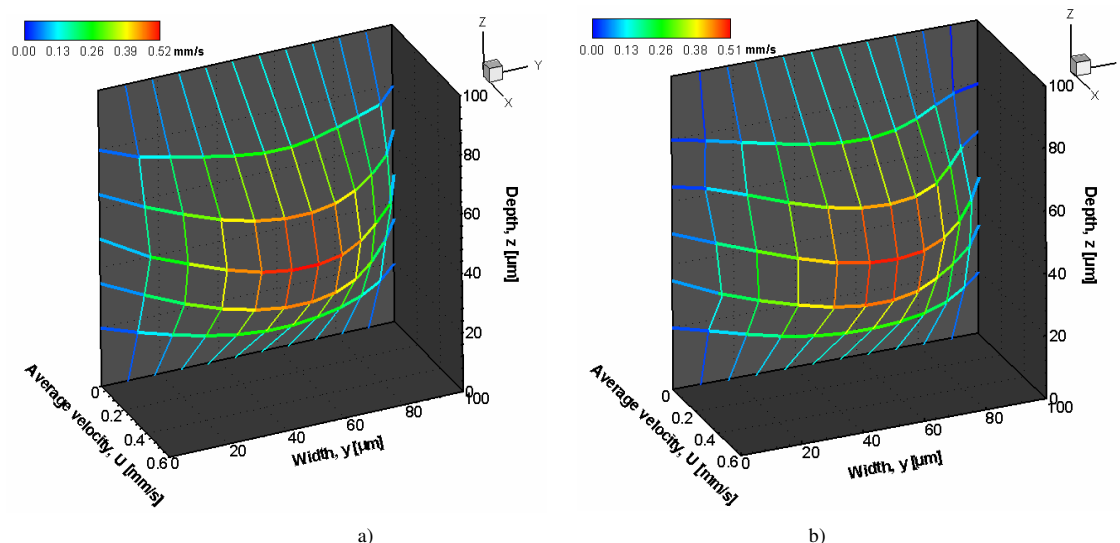 0.00 0.13 0.26 0.39 0.52 mm/s
Z
Y
X
100
80
60
40
20
0
Depth, z [µm]
0
0.2
0.4
0.6
Average velocity, U [mm/s]
0
20
40
60
80
100
Width, y [µm]
a)
0.00 0.13 0.26 0.38 0.51 mm/s
Z
X
100
80
60
40
20
0
Depth, z [µm]
0
0.2
0.4
0.6
Average velocity, U [mm/s]
0
20
40
60
80
100
Width, y [µm]
b)